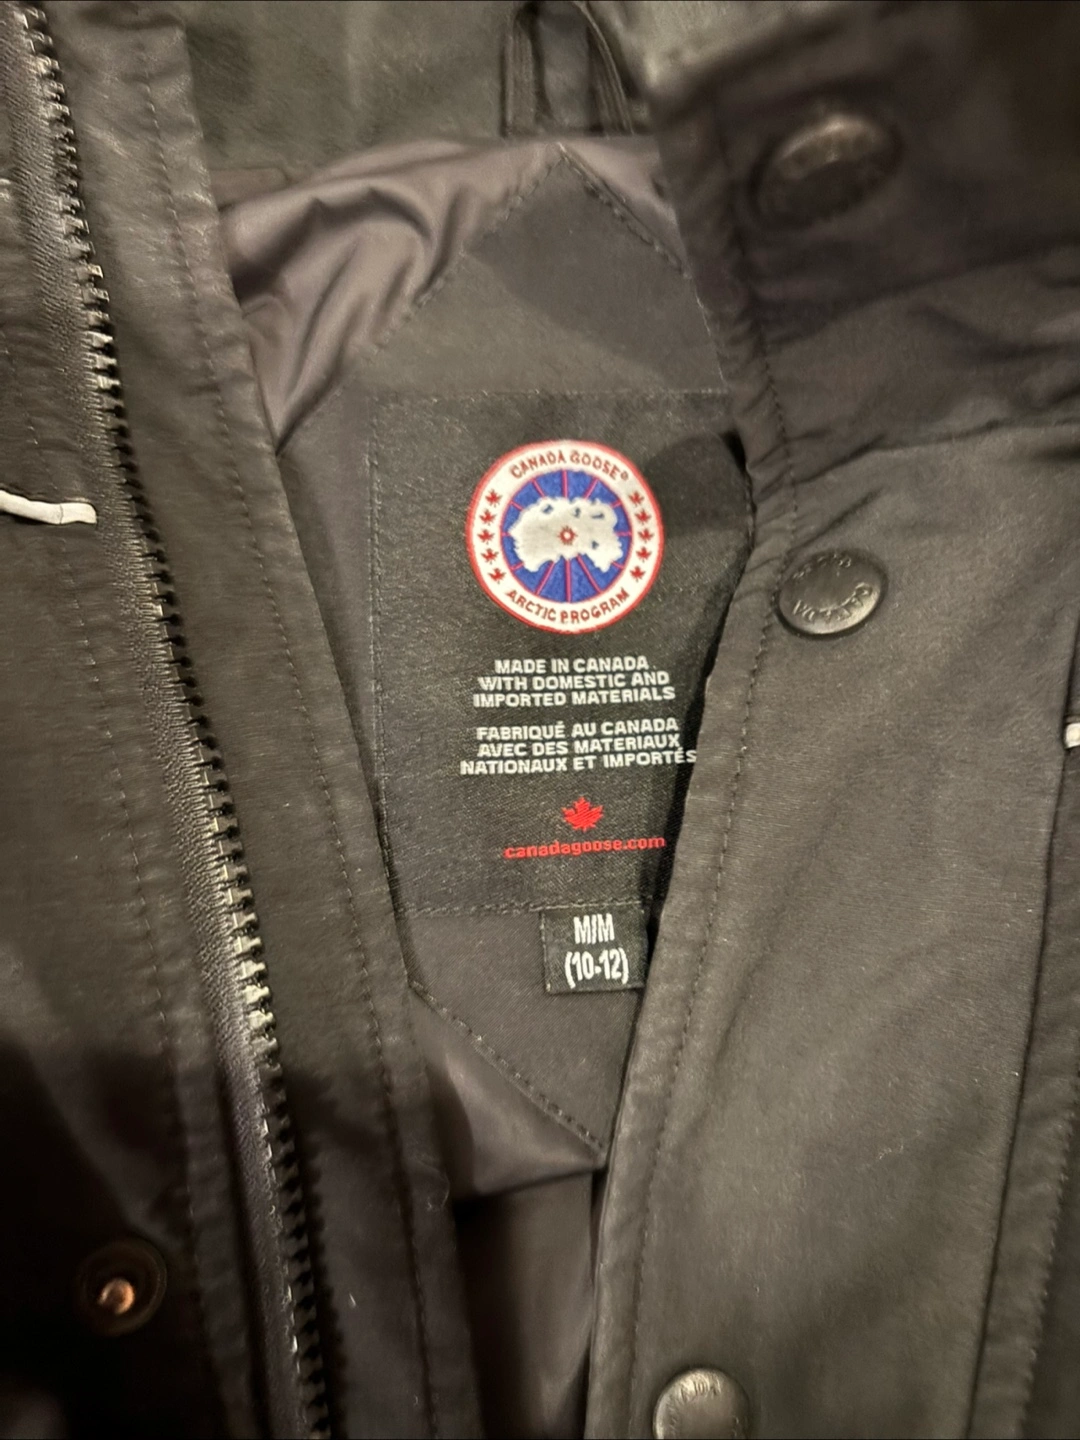 CANADA GOOSE®
ARCTIC PROGRAM
MADE IN CANADA
WITH DOMESTIC AND
IMPORTED MATERIALS
FABRIQUÉ AU CANADA
AVEC DES MATERIAUX
NATIONAUX ET IMPORTÉS
canadagoose.com
M/M
(10-12)